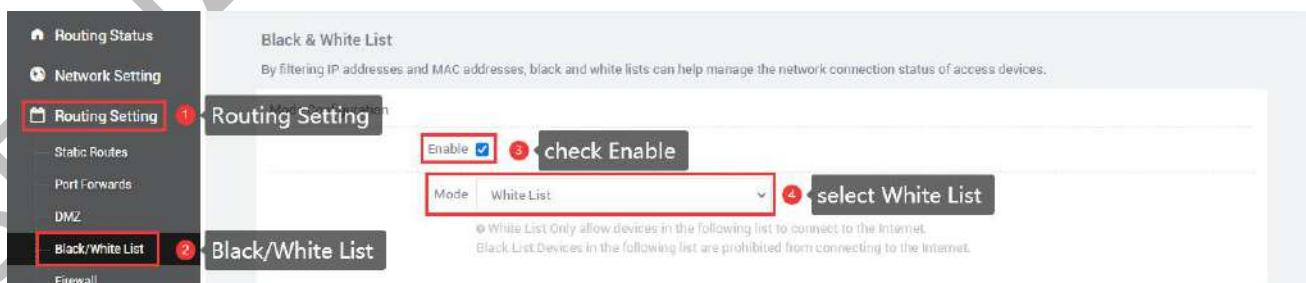 Routing Status
Network Setting
Routing Setting
Static Routes
Port Forwards
DMZ
Black/White List
Firewall
Black & White List
By filtering IP addresses and MAC addresses, black and white lists can help manage the network connection status of access devices.
1 Routing Setting
Enable
3 check Enable
Mode White List
4 select White List
White List Only allow devices in the following list to connect to the Internet.
Black List Devices in the following list are prohibited from connecting to the Internet.
2 Black/White List